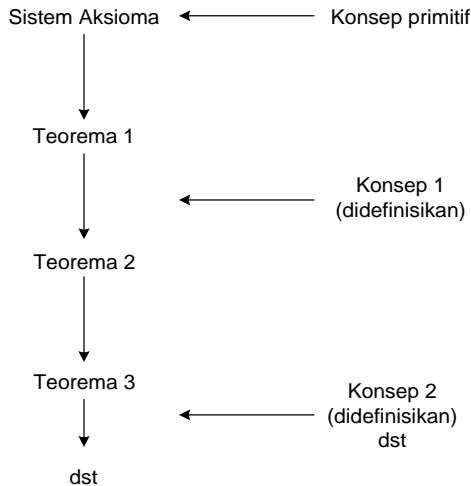 Sistem Aksioma
Konsep primitif
Teorema 1
Konsep 1
(didefinisikan)
Teorema 2
Teorema 3
Konsep 2
(didefinisikan)
dst
dst